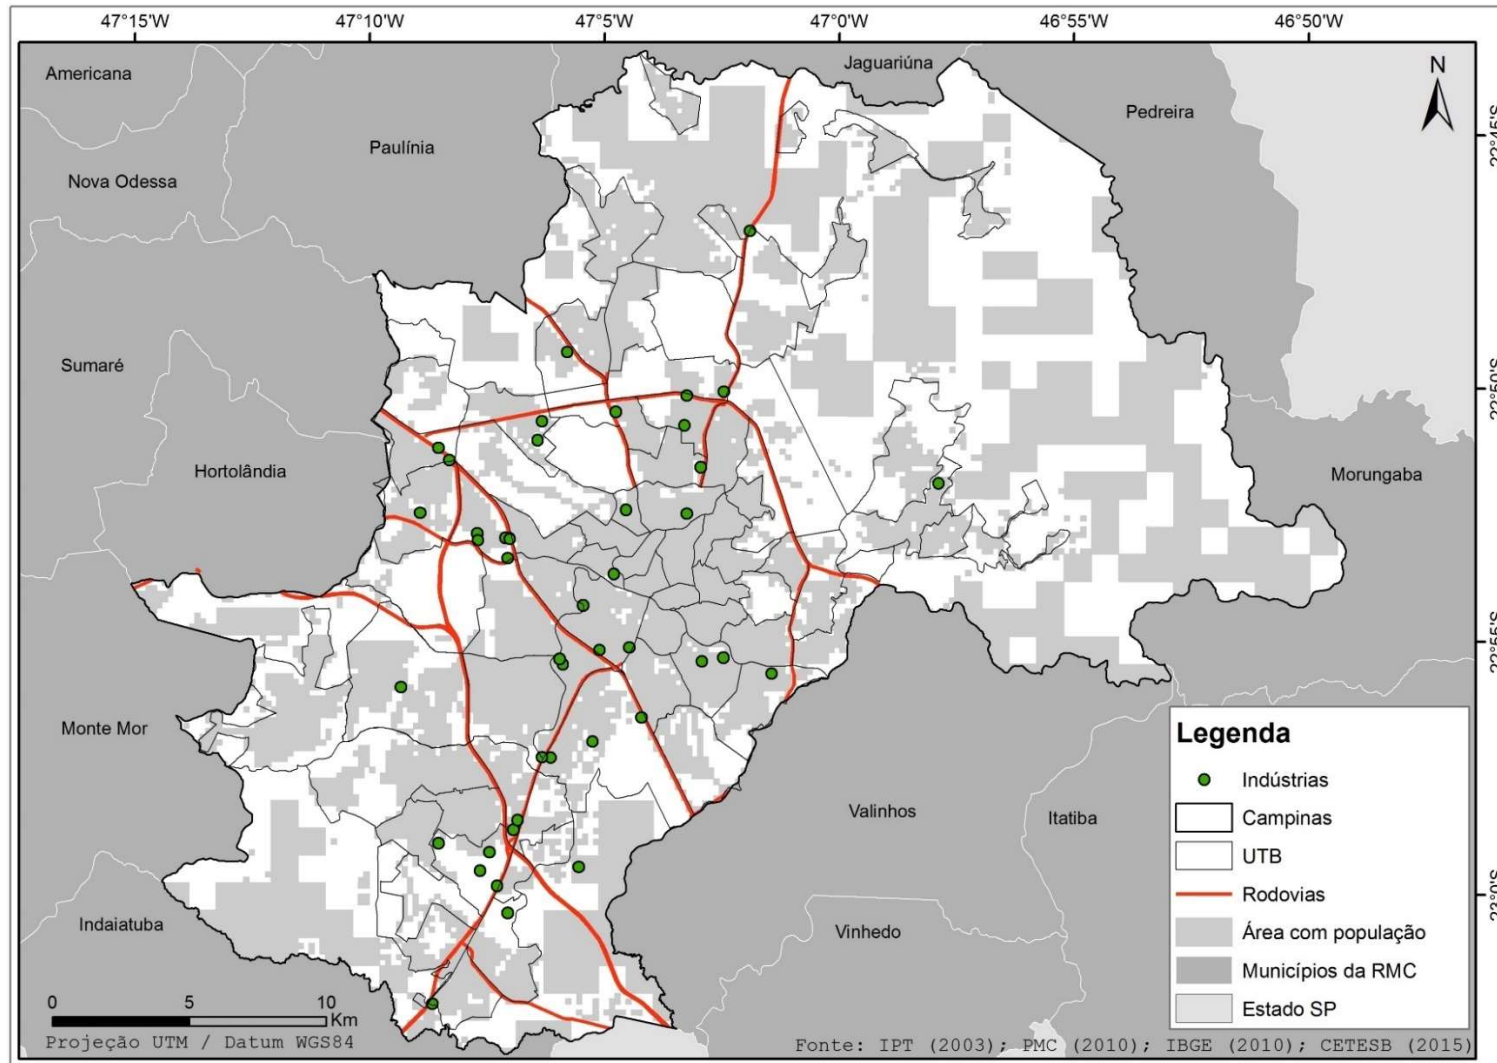 47°15'W 47°10'W 47°5'W 47°0'W 46°55'W 46°50'W
Americana
Jaguariúna
N
Pedreira
22°45'S
Paulínia
Nova Odessa
Sumaré
22°50'S
Hortolândia
Morungaba
22°55'S
Monte Mor
Legenda
Indústrias
Campinas
UTB
Rodovias
Área com população
Municípios da RMC
Estado SP
Valinhos
Itatiba
23°0'S
Indaiatuba
Vinhedo
0 5 10
Km
Projeção UTM / Datum WGS84
Fonte: IPT (2003); PMC (2010); IBGE (2010); CETESB (2015)